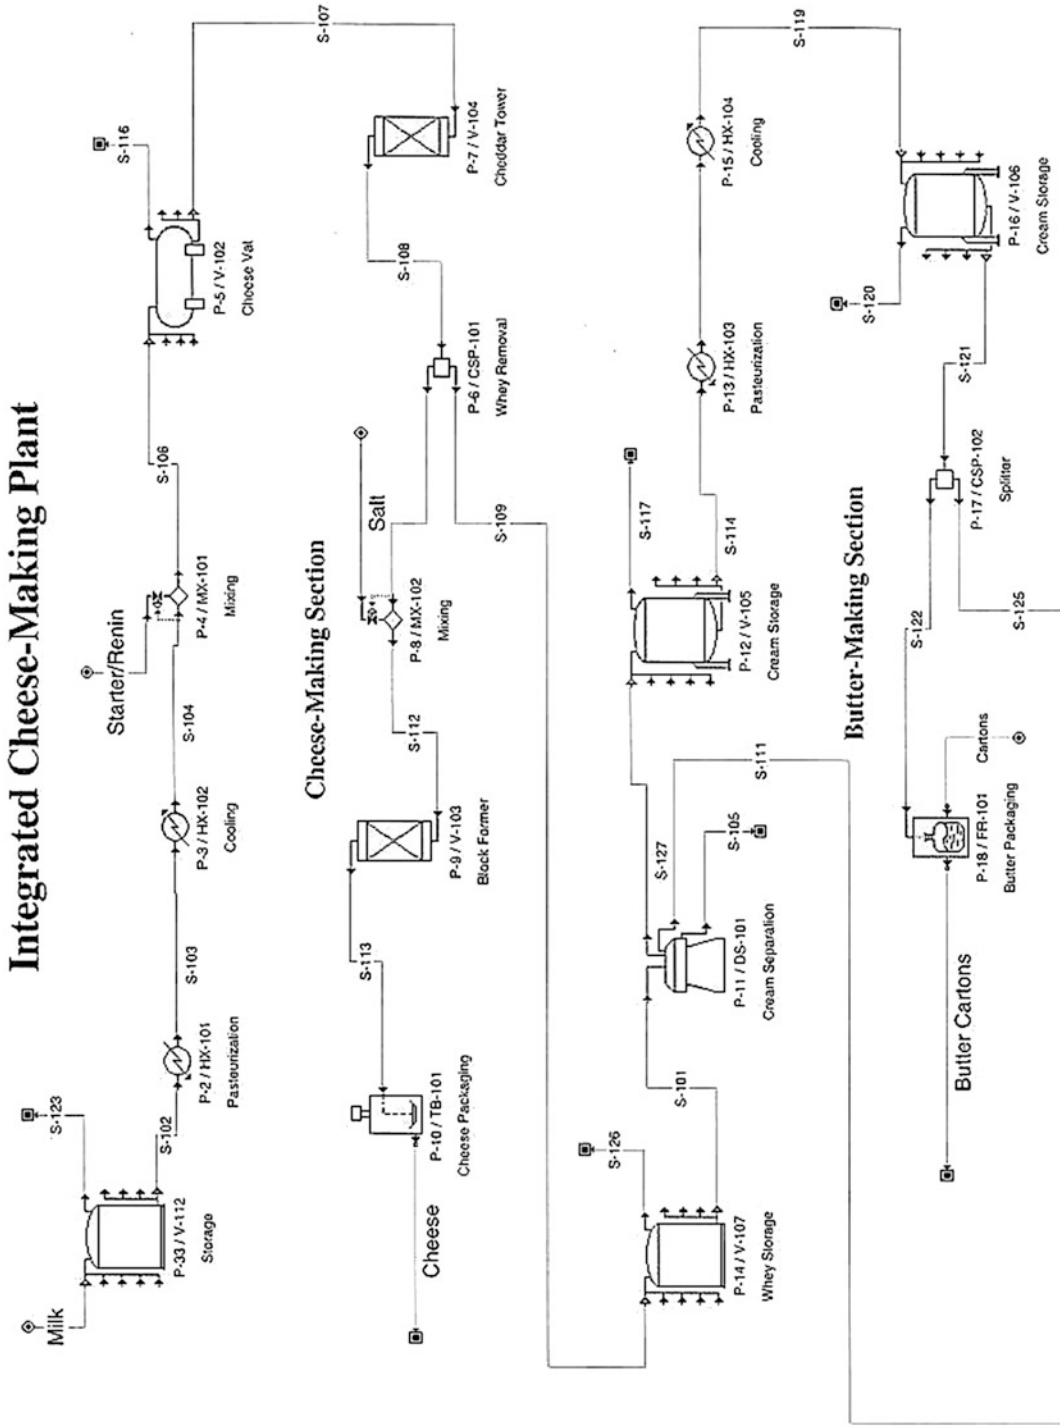 Integrated Cheese-Making Plant
Milk
S-123
P-33 / V-112
Storage
S-102
P-2 / HX-101
Pasteurization
S-103
P-3 / HX-102
Cooling
S-104
Starter/Renin
P-4 / MX-101
Mixing
S-106
P-5 / V-102
Cheese Vat
S-116
S-107
Cheese-Making Section
P-7 / V-104
Cheddar Tower
S-108
P-6 / CSP-101
Whey Removal
S-109
Salt
P-8 / MX-102
Mixing
S-112
P-9 / V-103
Block Former
S-113
P-10 / TB-101
Cheese Packaging
Cheese
S-126
P-14 / V-107
Whey Storage
S-101
P-11 / DS-101
Cream Separation
S-105
S-127
S-111
P-12 / V-105
Cream Storage
S-117
S-114
P-13 / HX-103
Pasteurization
P-15 / HX-104
Cooling
S-119
Butter-Making Section
P-16 / V-106
Cream Storage
S-120
S-121
P-17 / CSP-102
Splitter
S-122
S-125
P-18 / FR-101
Butter Packaging
Cartons
Butter Cartons